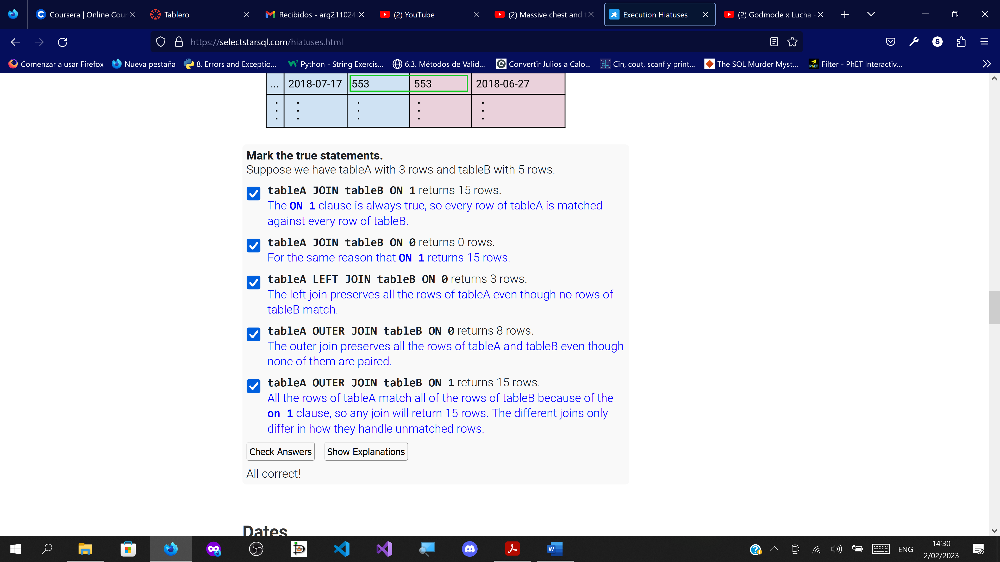 Coursera | Online Cour
Tablero
Recibidos - arg211024
(2) YouTube
(2) Massive chest and t
Execution Hiatuses
(2) Godmode x Lucha -
https://selectstarsql.com/hiatuses.html
S
Comenzar a usar Firefox
Nueva pestaña
8. Errors and Exceptio...
Python - String Exercis...
6.3. Métodos de Valid...
Convertir Julios a Calo...
Cin, cout, scanf y print...
The SQL Murder Myst...
Filter - PhET Interactiv...
... 2018-07-17 553 553 2018-06-27
Mark the true statements.
Suppose we have tableA with 3 rows and tableB with 5 rows.
tableA JOIN tableB ON 1 returns 15 rows.
The ON 1 clause is always true, so every row of tableA is matched
against every row of tableB.
tableA JOIN tableB ON 0 returns 0 rows.
For the same reason that ON 1 returns 15 rows.
tableA LEFT JOIN tableB ON 0 returns 3 rows.
The left join preserves all the rows of tableA even though no rows of
tableB match.
tableA OUTER JOIN tableB ON 0 returns 8 rows.
The outer join preserves all the rows of tableA and tableB even though
none of them are paired.
tableA OUTER JOIN tableB ON 1 returns 15 rows.
All the rows of tableA match all of the rows of tableB because of the
on 1 clause, so any join will return 15 rows. The different joins only
differ in how they handle unmatched rows.
Check Answers
Show Explanations
All correct!
Dates
ENG
14:30
2/02/2023